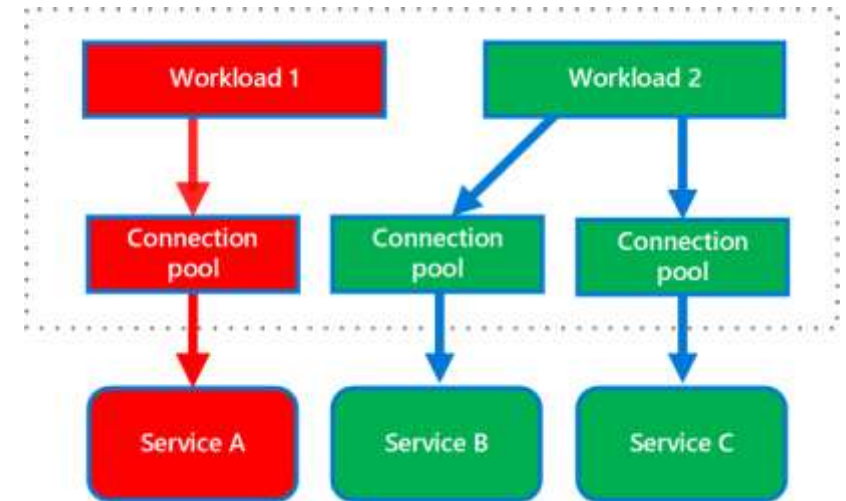 Workload 1
Workload 2
Connection
pool
Connection
pool
Connection
pool
Service A
Service B
Service C